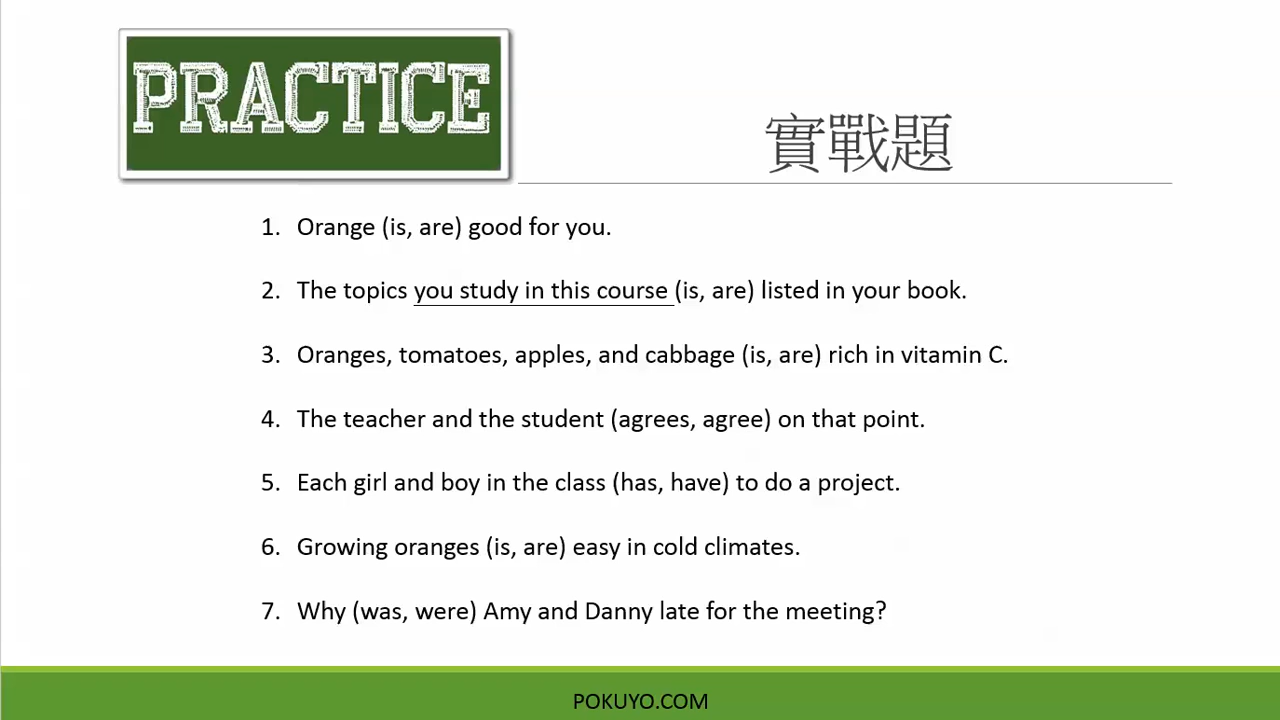 PRACTICE
實戰題
1. Orange (is, are) good for you.
2. The topics you study in this course (is, are) listed in your book.
3. Oranges, tomatoes, apples, and cabbage (is, are) rich in vitamin C.
4. The teacher and the student (agrees, agree) on that point.
5. Each girl and boy in the class (has, have) to do a project.
6. Growing oranges (is, are) easy in cold climates.
7. Why (was, were) Amy and Danny late for the meeting?
POKUYO.COM